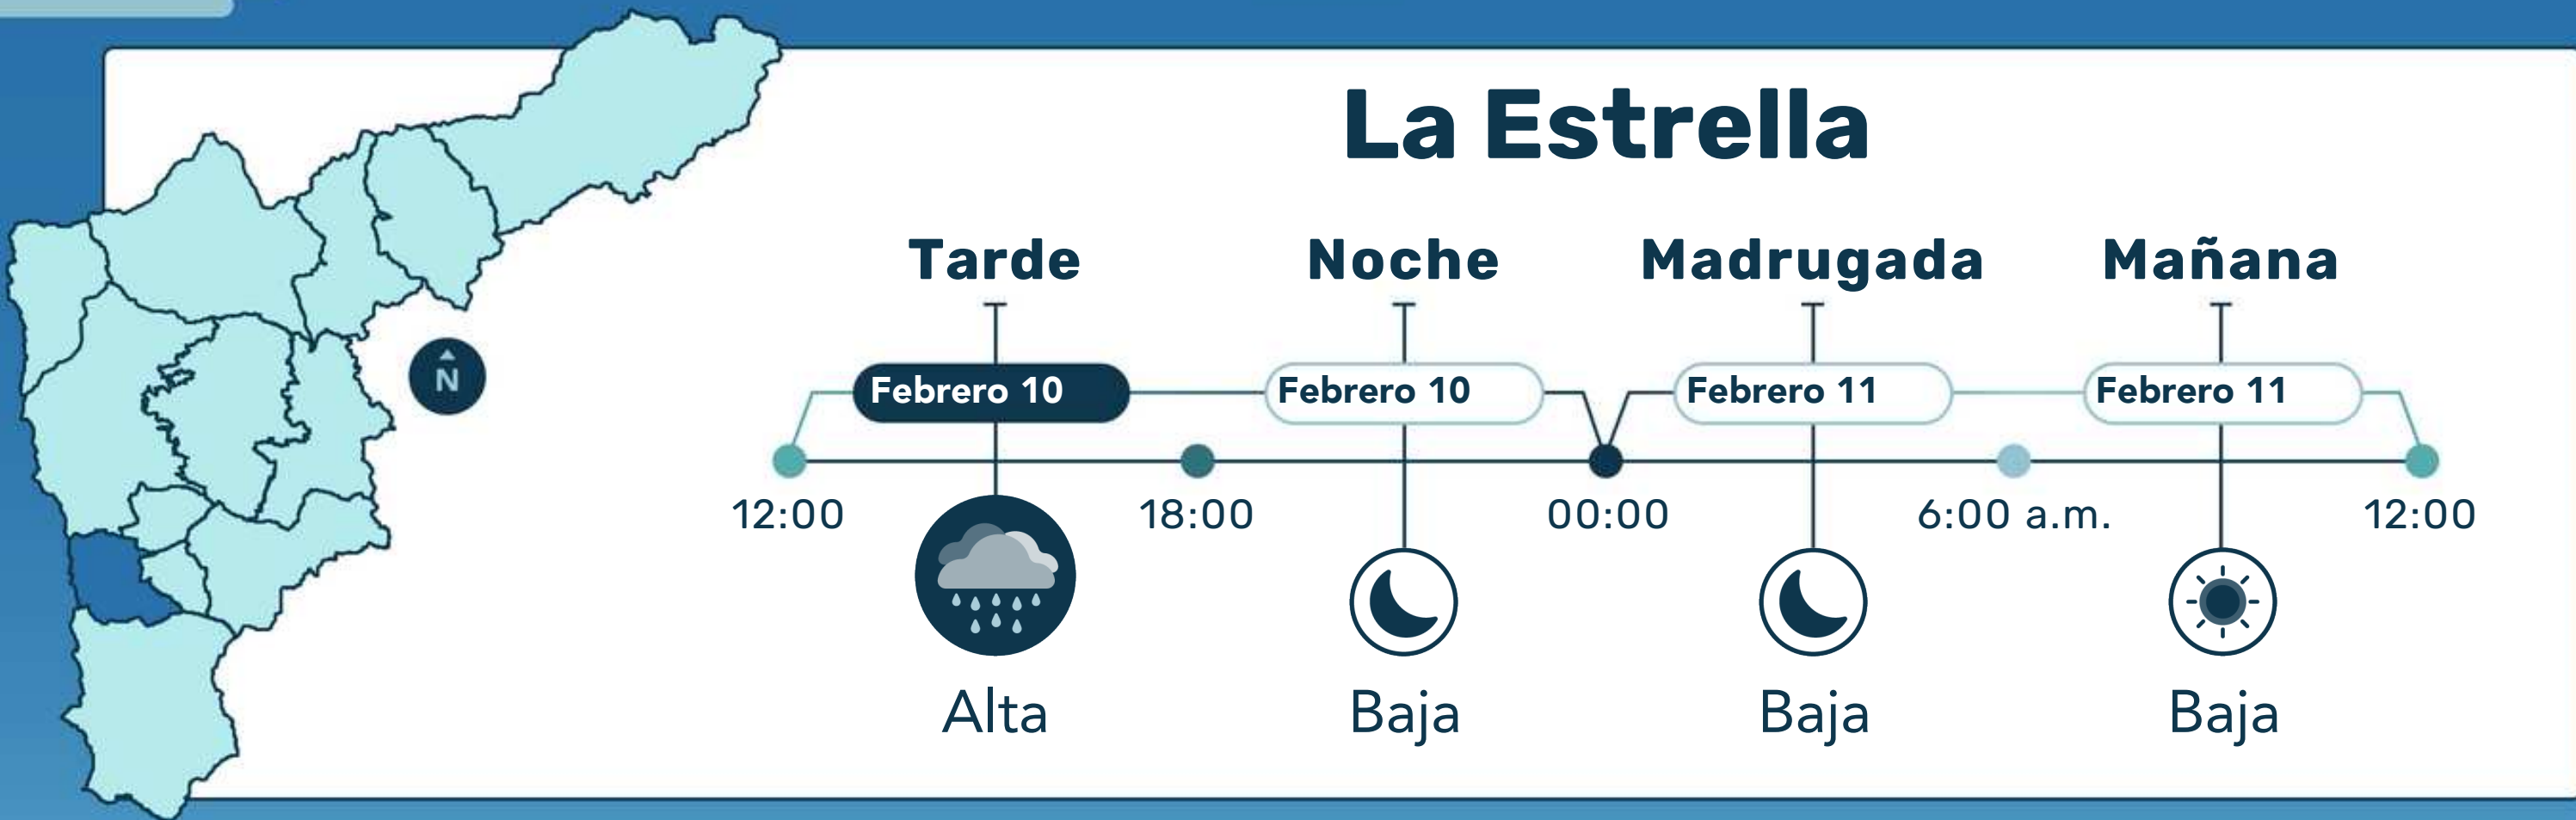 La Estrella
Tarde Noche Madrugada Mañana
Febrero 10 Febrero 10 Febrero 11 Febrero 11
N
12:00 18:00 00:00 6:00 a.m. 12:00
Alta Baja Baja Baja